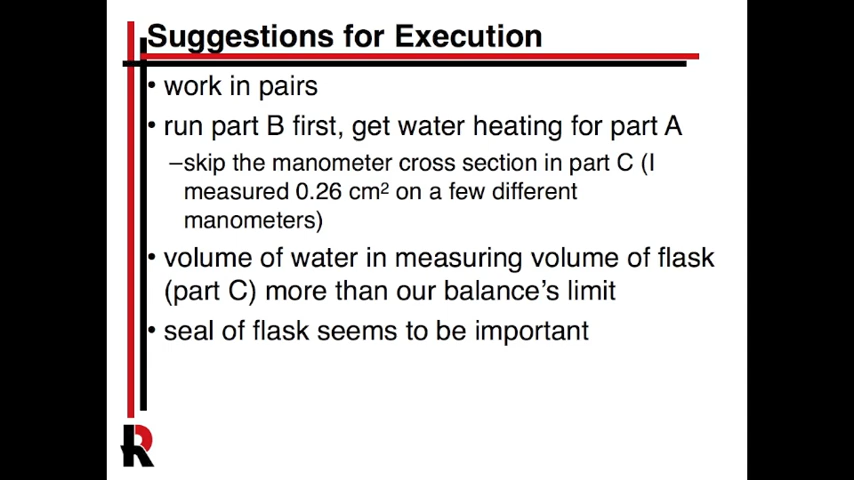 Suggestions for Execution
• work in pairs
• run part B first, get water heating for part A
–skip the manometer cross section in part C (I
measured 0.26 cm² on a few different
manometers)
• volume of water in measuring volume of flask
(part C) more than our balance’s limit
• seal of flask seems to be important